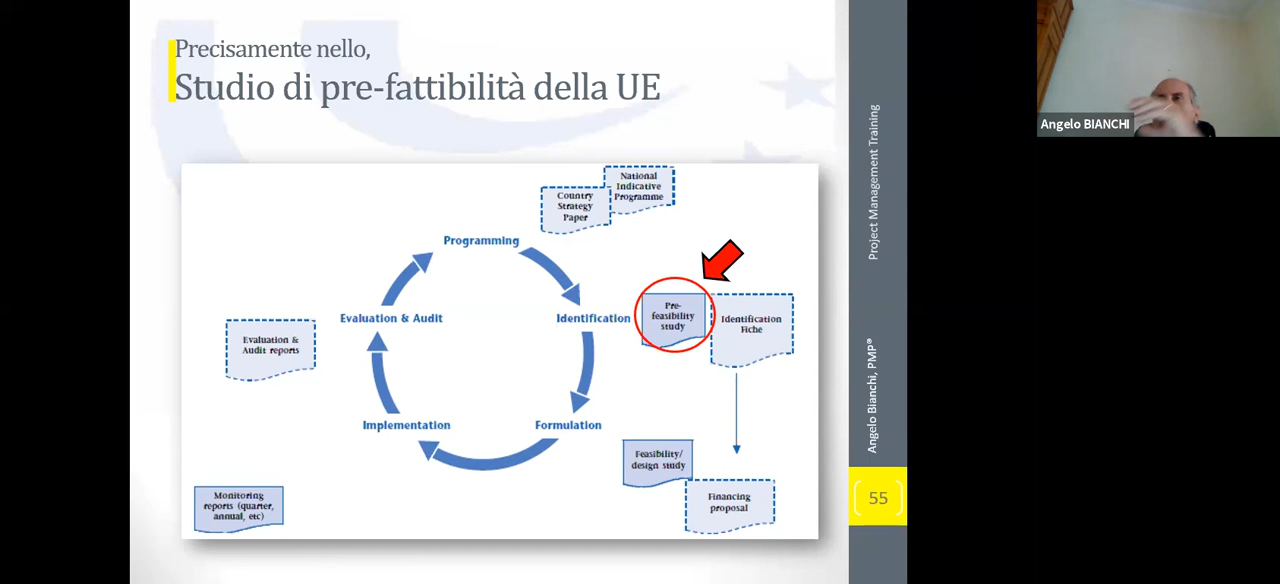 Precisamente nello,
Studio di pre-fattibilità della UE
National
Indicative
Programme
Country
Strategy
Paper
Programming
Pre-
feasibility
study
Identification
Fiche
Evaluation & Audit
Identification
Evaluation &
Audit reports
Implementation
Formulation
Feasibility/
design study
Monitoring
reports (quarter,
annual, etc)
Financing
proposal
Project Management Training
Angelo Bianchi, PMP®
55
Angelo BIANCHI